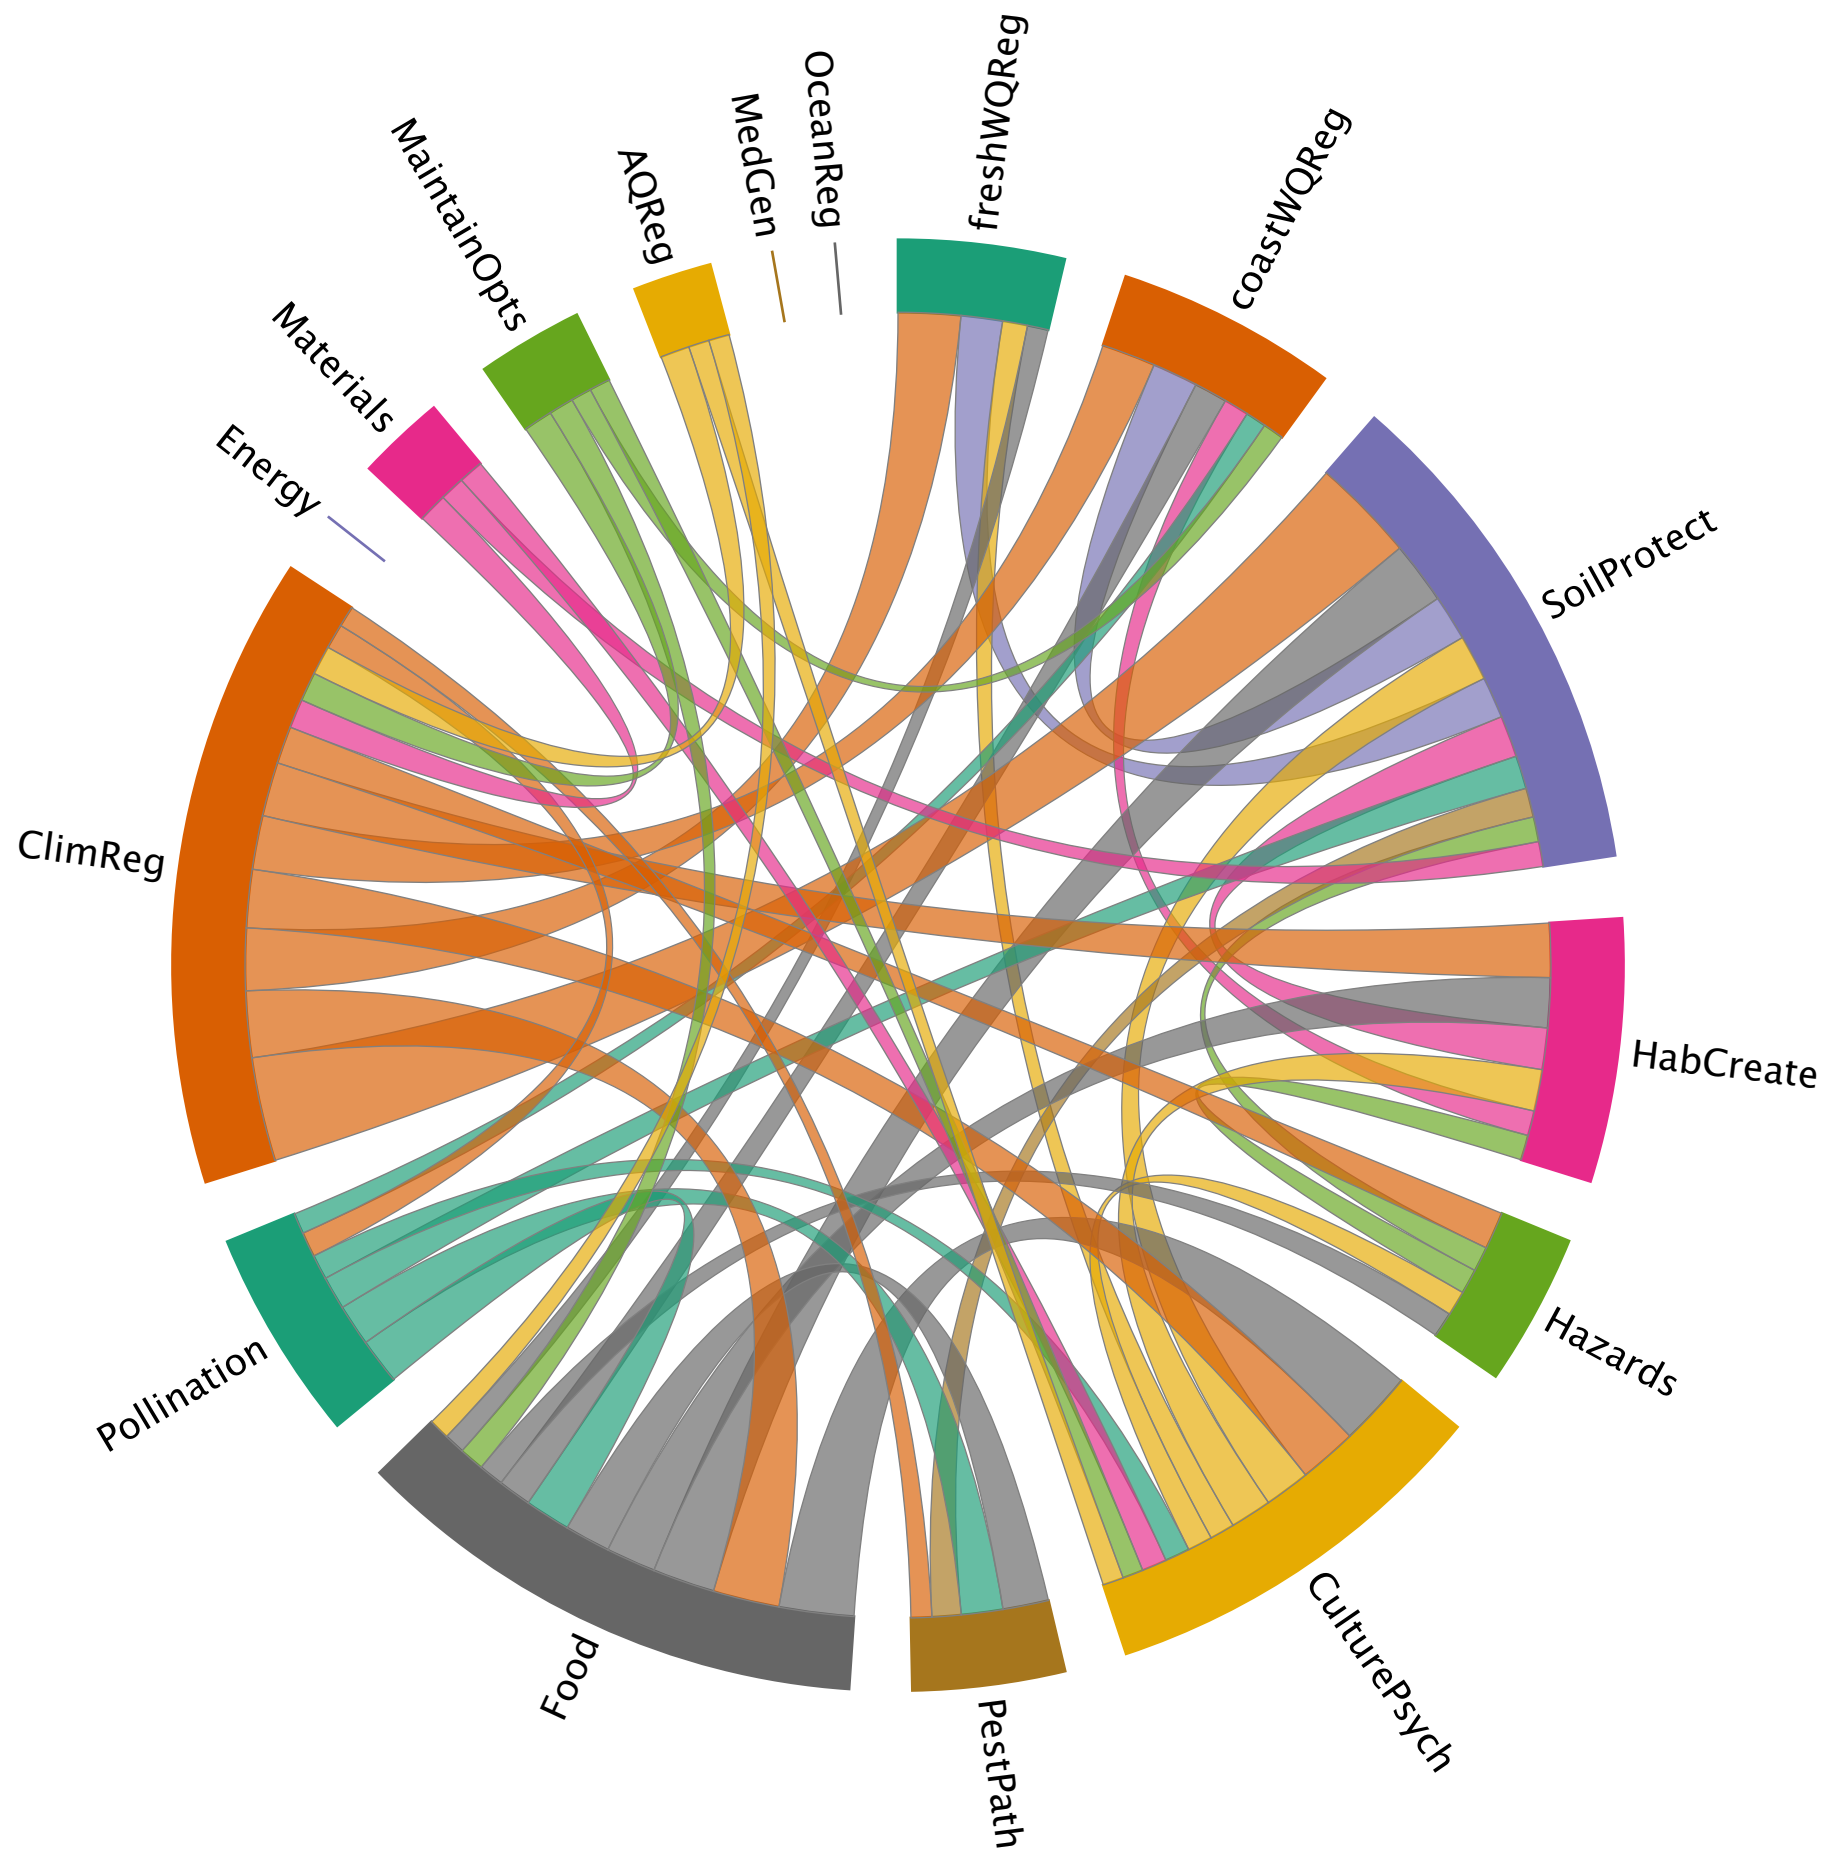 freshWQReg
coastWQReg
SoilProtect
HabCreate
Hazards
CulturePsych
PestPath
Food
Pollination
ClimReg
Energy
Materials
MaintainOpts
AQReg
MedGen
OceanReg